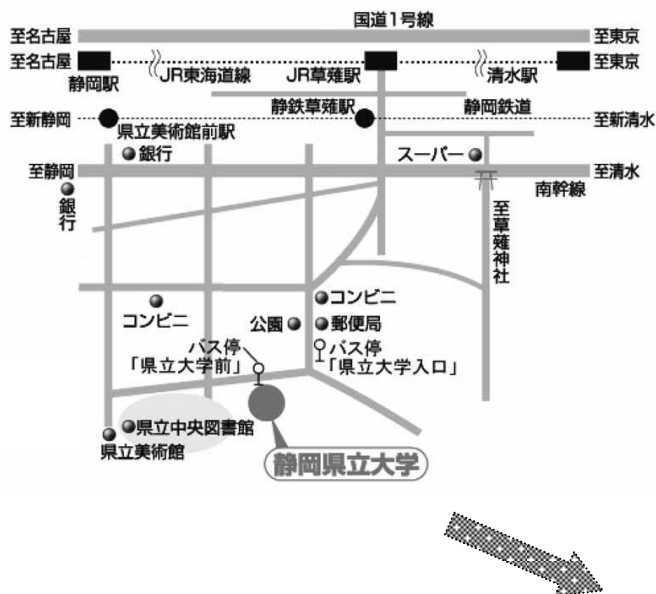 国道1号線
至名古屋
至東京
至名古屋
至東京
静岡駅
JR東海道線
JR草薙駅
清水駅
静鉄草薙駅
静岡鉄道
至新静岡
至新清水
県立美術館前駅
銀行
スーパー
至静岡
至清水
南幹線
銀行
至草薙神社
コンビニ
コンビニ
公園
郵便局
バス停
「県立大学前」
バス停
「県立大学入口」
県立中央図書館
県立美術館
静岡県立大学